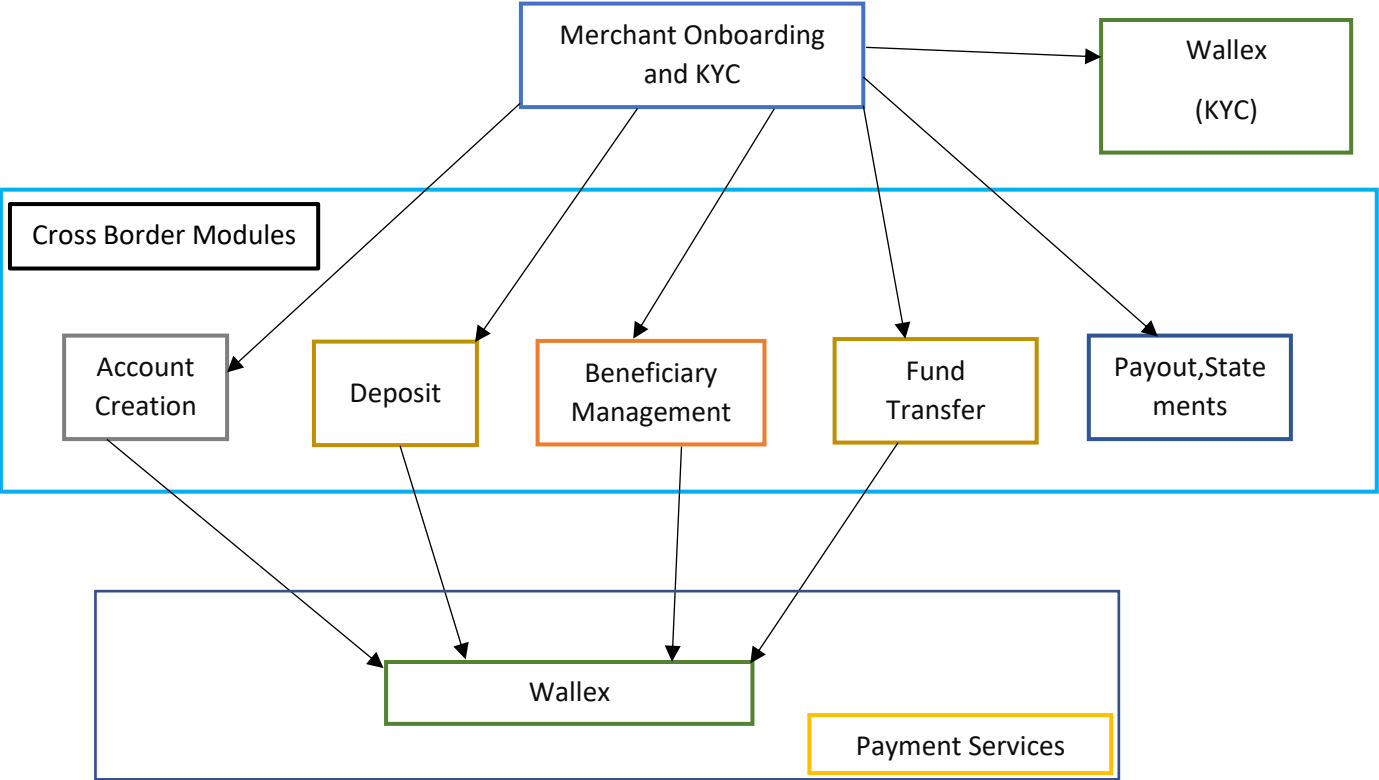 Merchant Onboarding
and KYC
Wallex
(KYC)
Cross Border Modules
Account
Creation
Deposit
Beneficiary
Management
Fund
Transfer
Payout,State
ments
Wallex
Payment Services